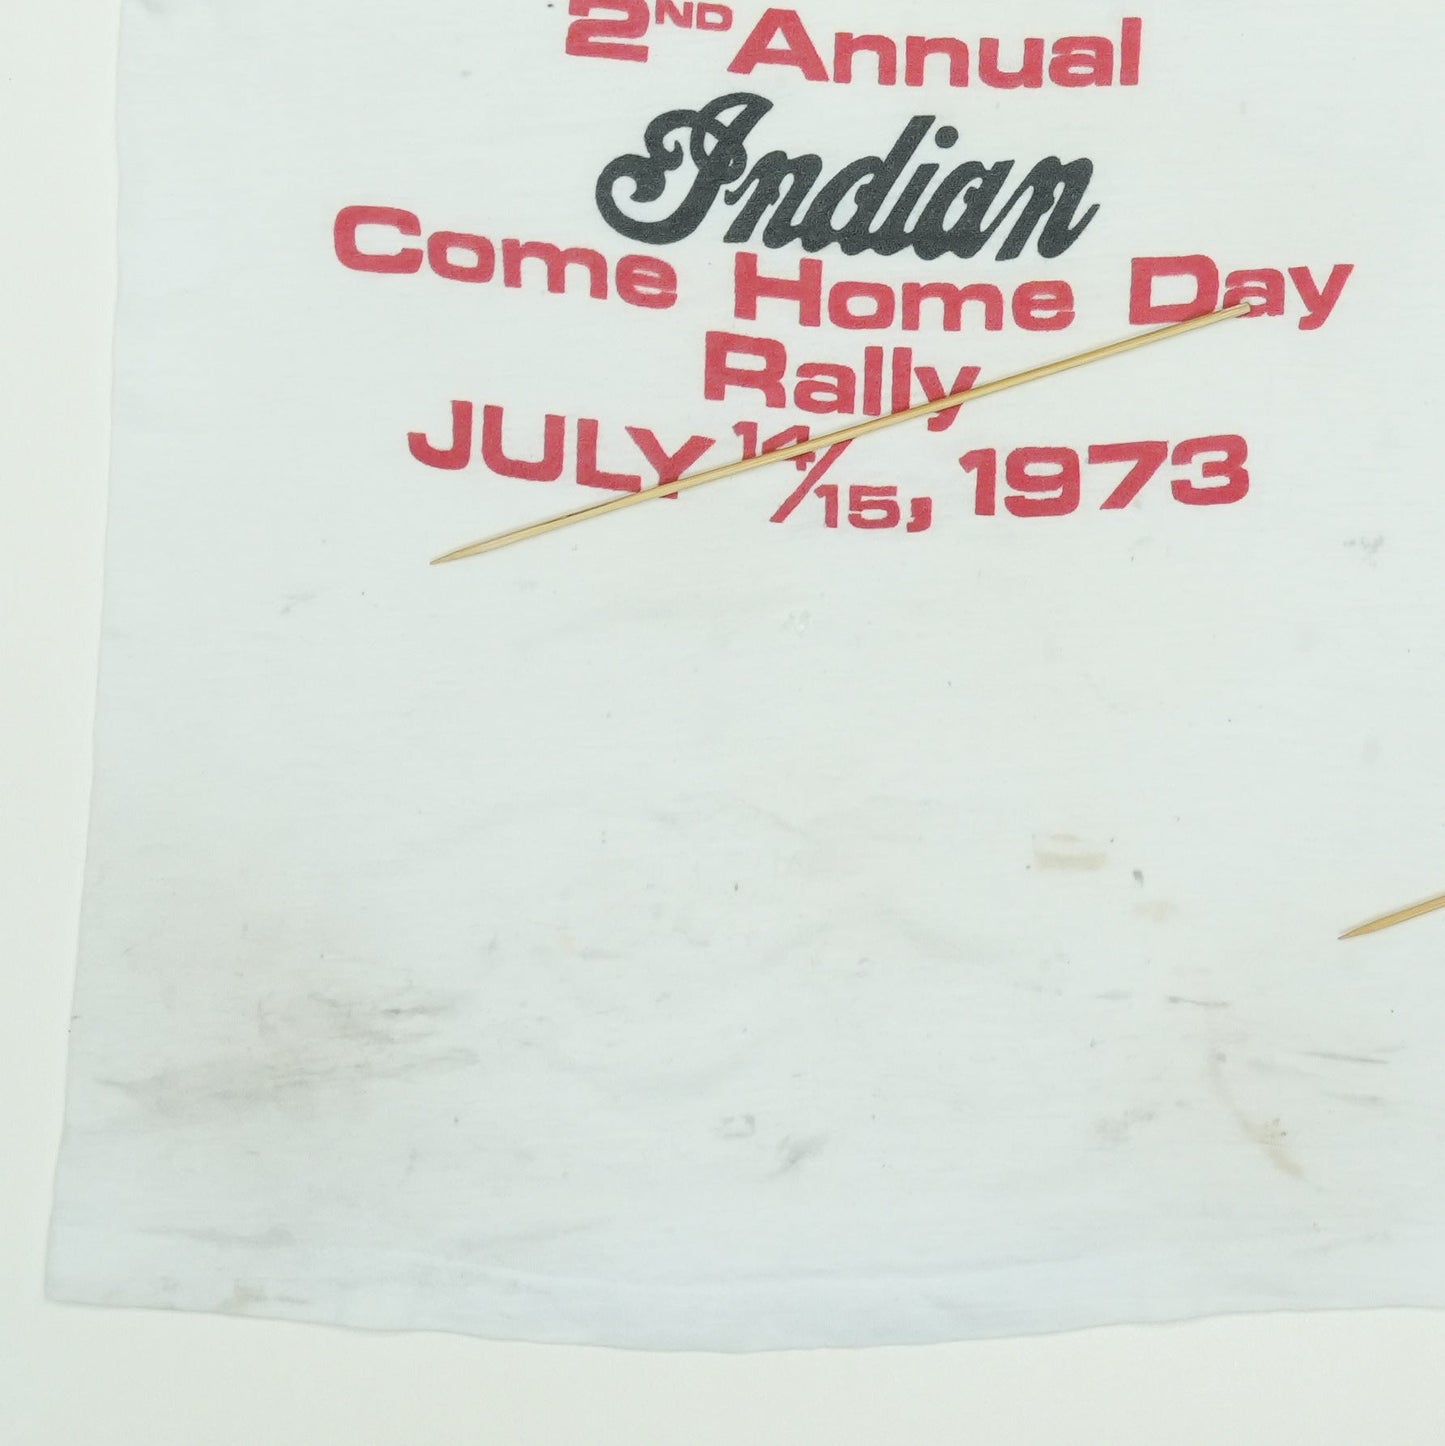 2ND Annual
Indian
Come Home Day
Rally
JULY 14/15, 1973